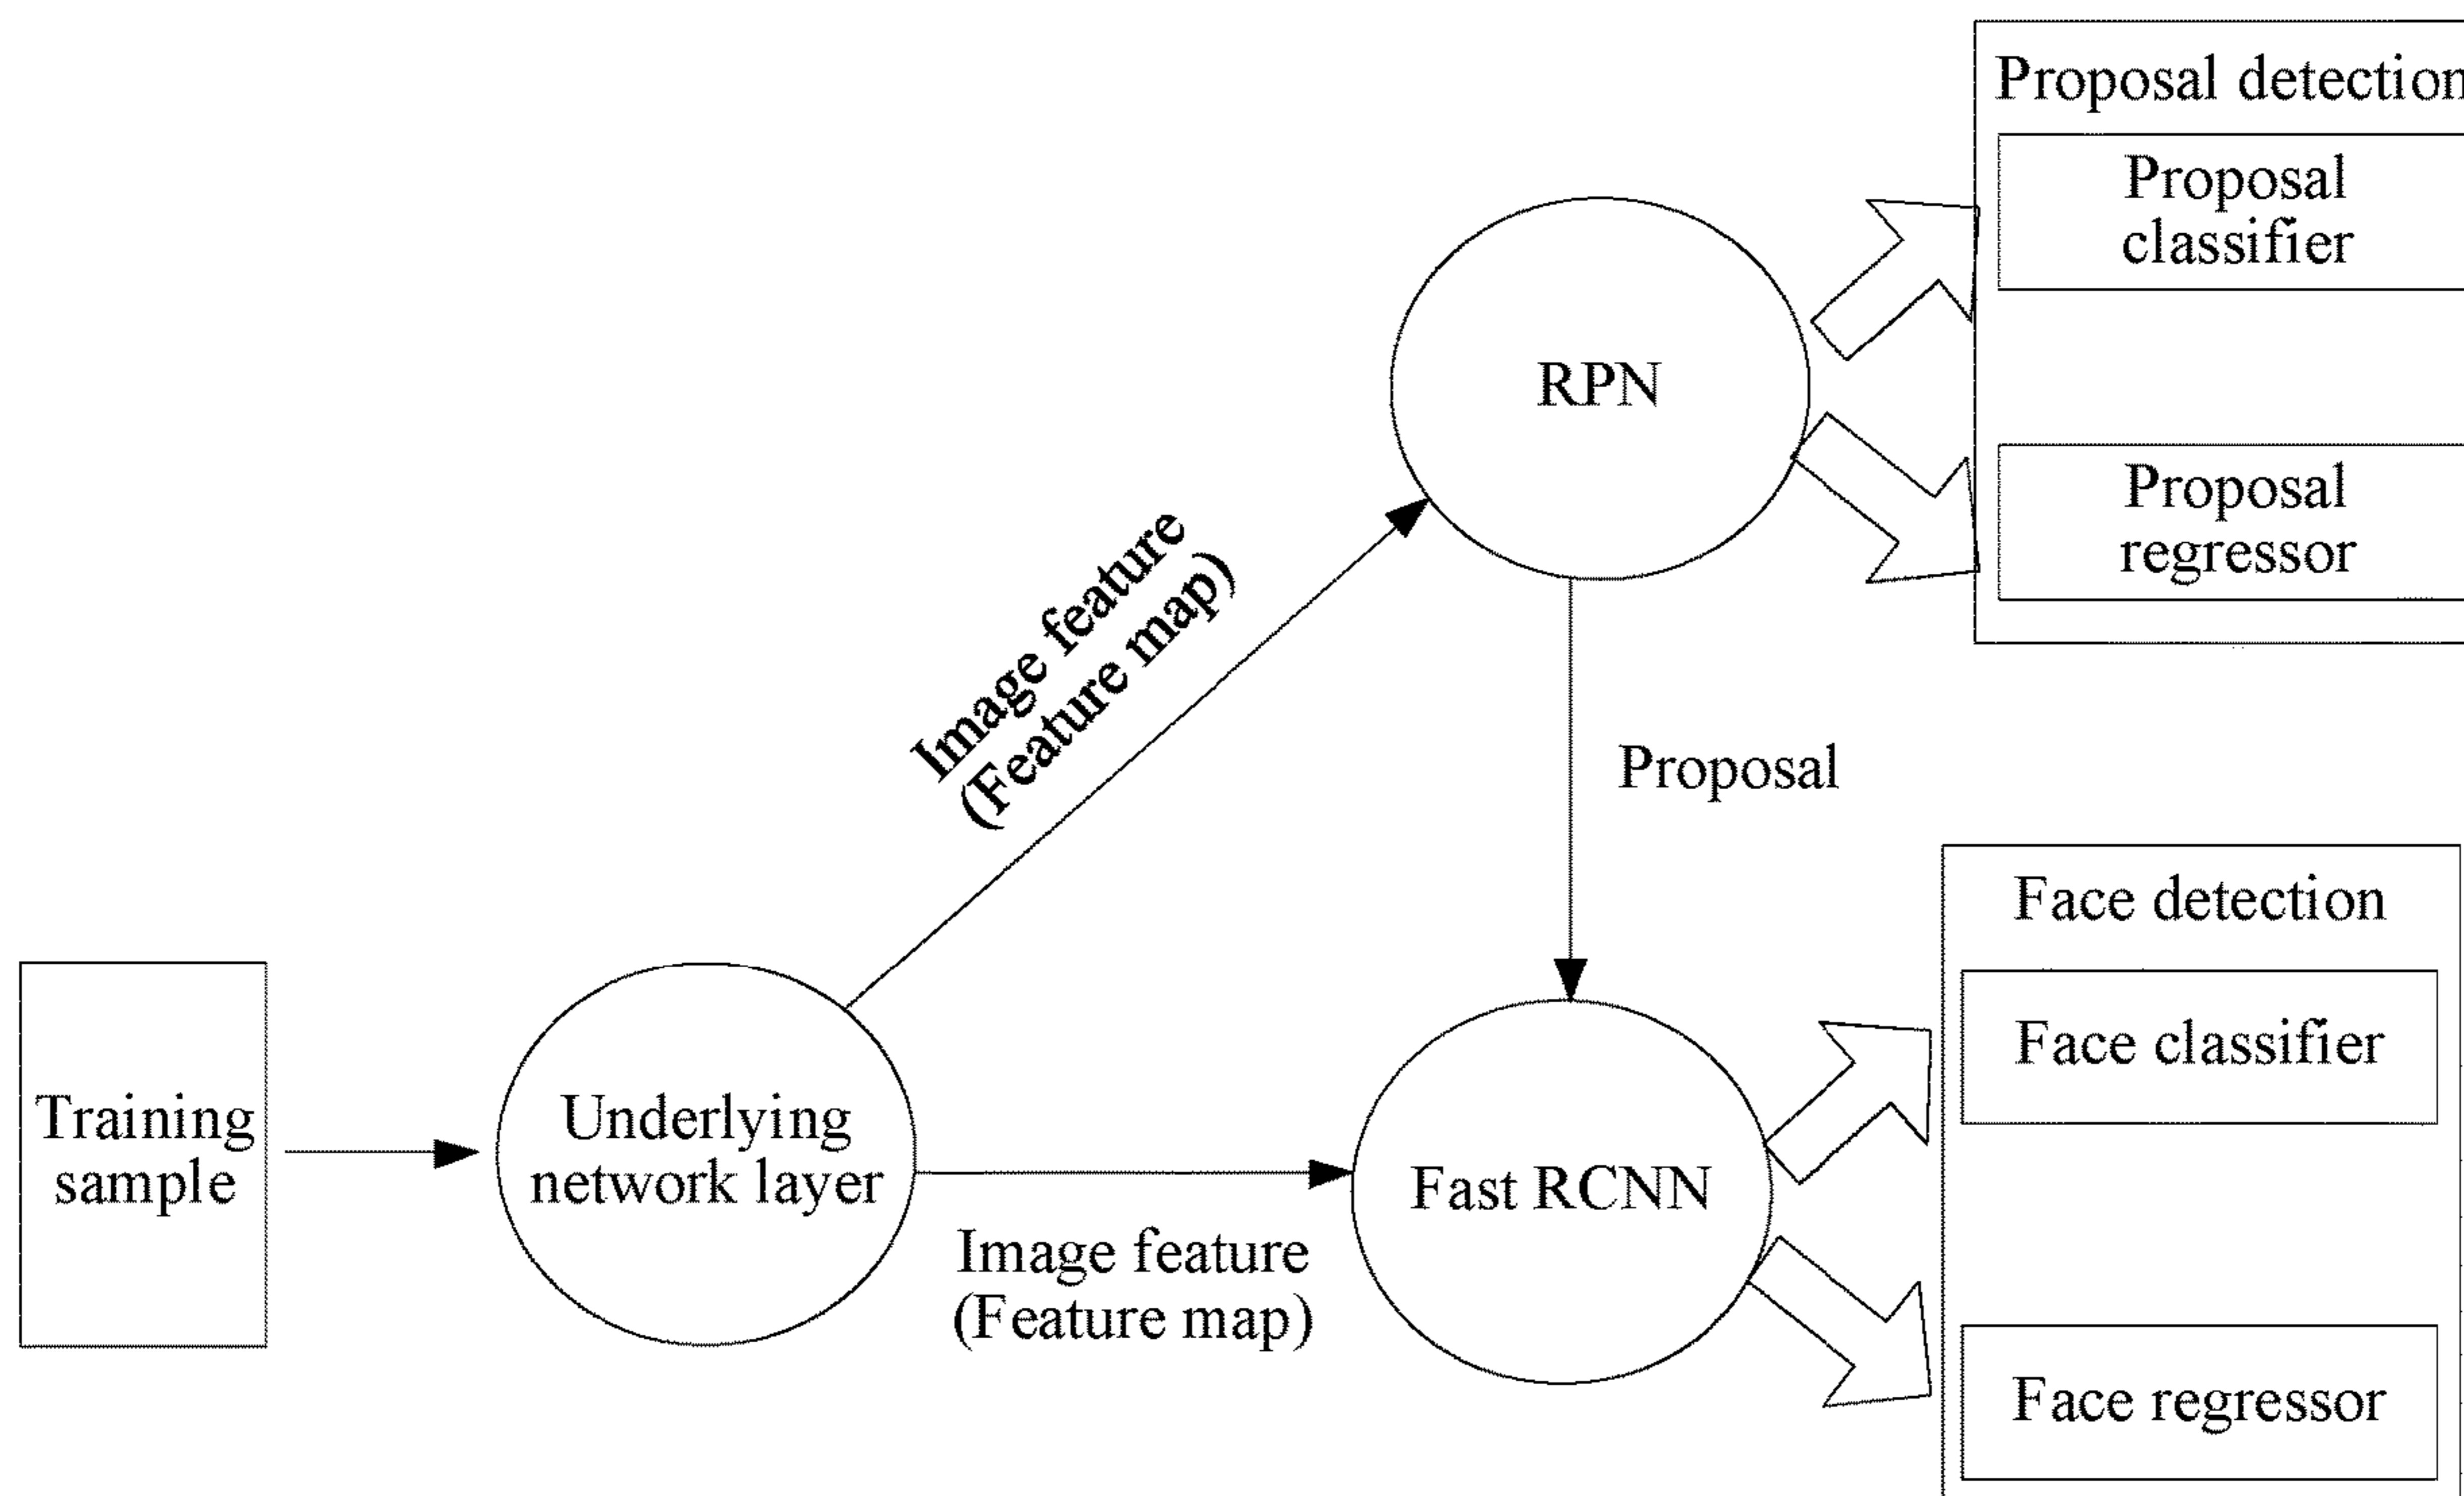 Proposal detection
Proposal
classifier
RPN
Proposal
regressor
Image feature
(Feature map)
Proposal
Face detection
Face classifier
Training
sample
Underlying
network layer
Fast RCNN
Image feature
(Feature map)
Face regressor